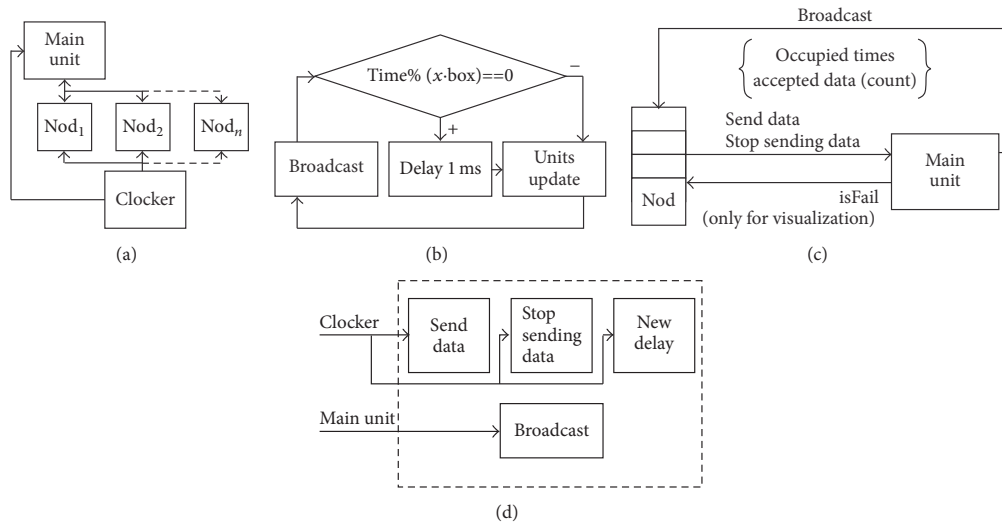 Main
unit
Nod1
Nod2
Nodn
Clocker
(a)
Time% (x·box)==0
−
+
Broadcast
Delay 1 ms
Units
update
(b)
Broadcast
Occupied times
accepted data (count)
Send data
Stop sending data
Main
unit
Nod
isFail
(only for visualization)
(c)
Clocker
Send
data
Stop
sending
data
New
delay
Main unit
Broadcast
(d)